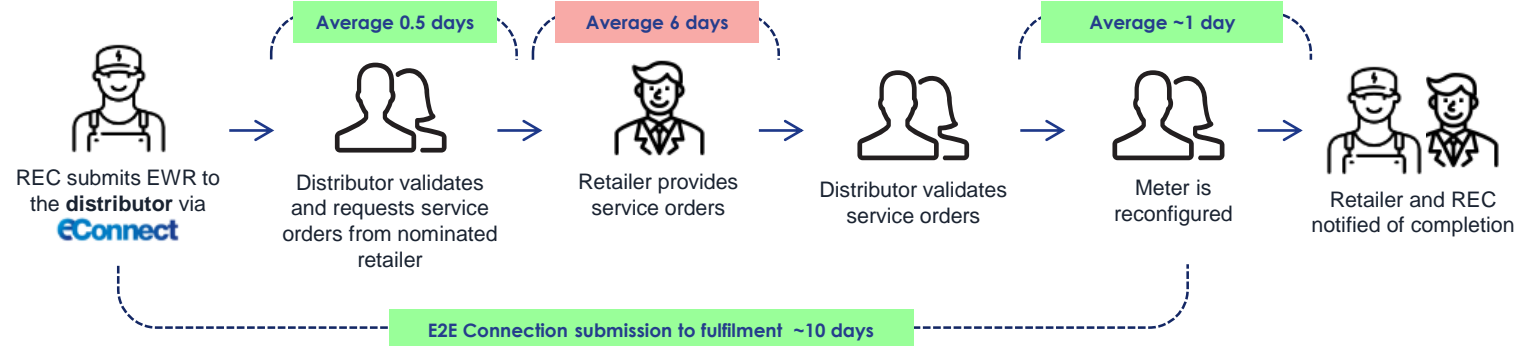 Average 0.5 days
Average 6 days
Average ~1 day
REC submits EWR to
the distributor via
eConnect
Distributor validates
and requests service
orders from nominated
retailer
Retailer provides
service orders
Distributor validates
service orders
Meter is
reconfigured
Retailer and REC
notified of completion
E2E Connection submission to fulfilment ~10 days